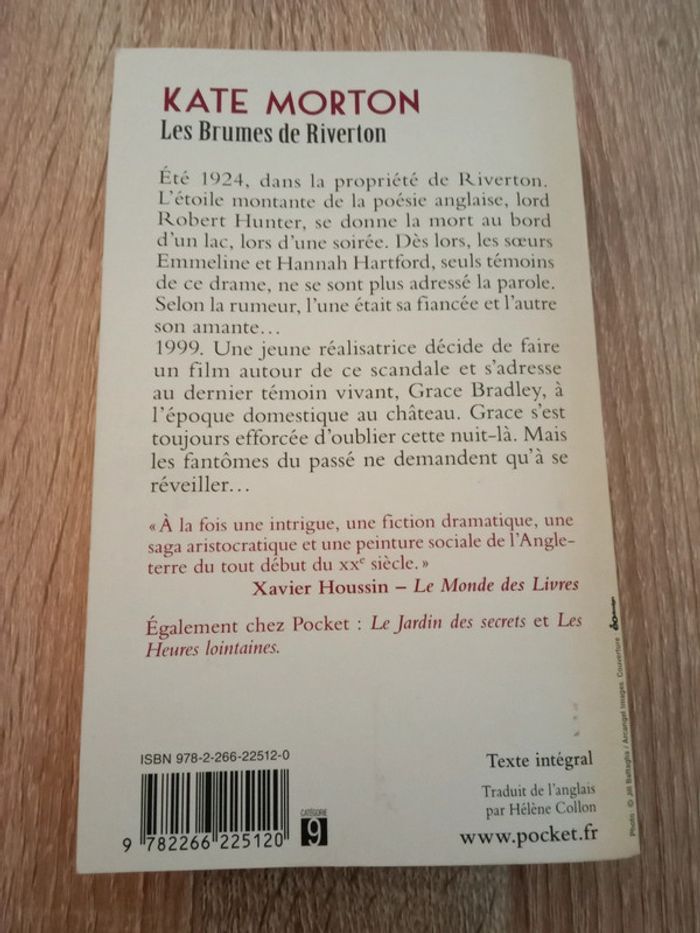 KATE MORTON
Les Brumes de Riverton
Été 1924, dans la propriété de Riverton.
L'étoile montante de la poésie anglaise, lord
Robert Hunter, se donne la mort au bord
d'un lac, lors d'une soirée. Dès lors, les sœurs
Emmeline et Hannah Hartford, seuls témoins
de ce drame, ne se sont plus adressé la parole.
Selon la rumeur, l'une était sa fiancée et l'autre
son amante…
1999. Une jeune réalisatrice décide de faire
un film autour de ce scandale et s'adresse
au dernier témoin vivant, Grace Bradley, à
l'époque domestique au château. Grace s'est
toujours efforcée d'oublier cette nuit-là. Mais
les fantômes du passé ne demandent qu'à se
réveiller…
« À la fois une intrigue, une fiction dramatique, une
saga aristocratique et une peinture sociale de l'Angle-
terre du tout début du XXe siècle. »
Xavier Houssin – Le Monde des Livres
Également chez Pocket : Le Jardin des secrets et Les
Heures lointaines.
ISBN 978-2-266-22512-0
9 782266 225120
CATÉGORIE
9
Texte intégral
Traduit de l'anglais
par Hélène Collon
www.pocket.fr
Photo : © Jill Battaglia / Arcangel Images. Couverture